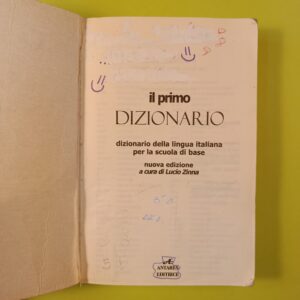 il primo
DIZIONARIO
dizionario della lingua italiana
per la scuola di base
nuova edizione
a cura di Lucio Zinna
ANTARES
EDITRICE